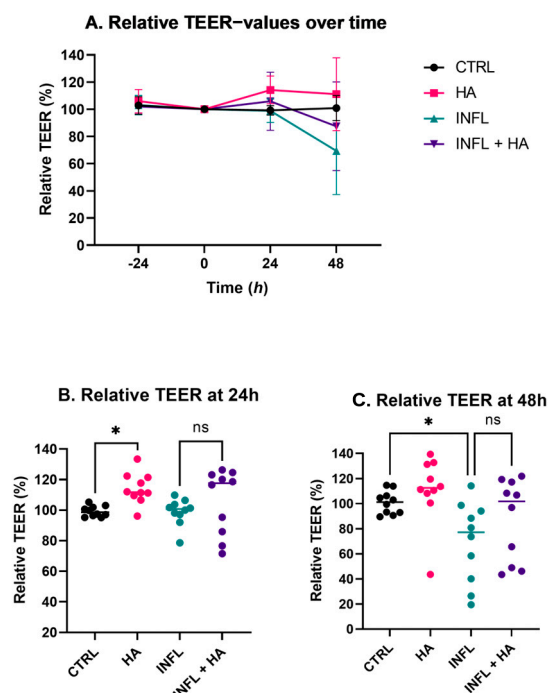 A. Relative TEER-values over time
Relative TEER (%)
140
120
100
80
60
40
20
0
-24
0
24
48
Time (h)
CTRL
HA
INFL
INFL + HA
B. Relative TEER at 24h
Relative TEER (%)
140
120
100
80
60
40
20
*
ns
CTRL
HA
INFL
INFL + HA
C. Relative TEER at 48h
Relative TEER (%)
140
120
100
80
60
40
20
0
*
ns
CTRL
HA
INFL
INFL + HA